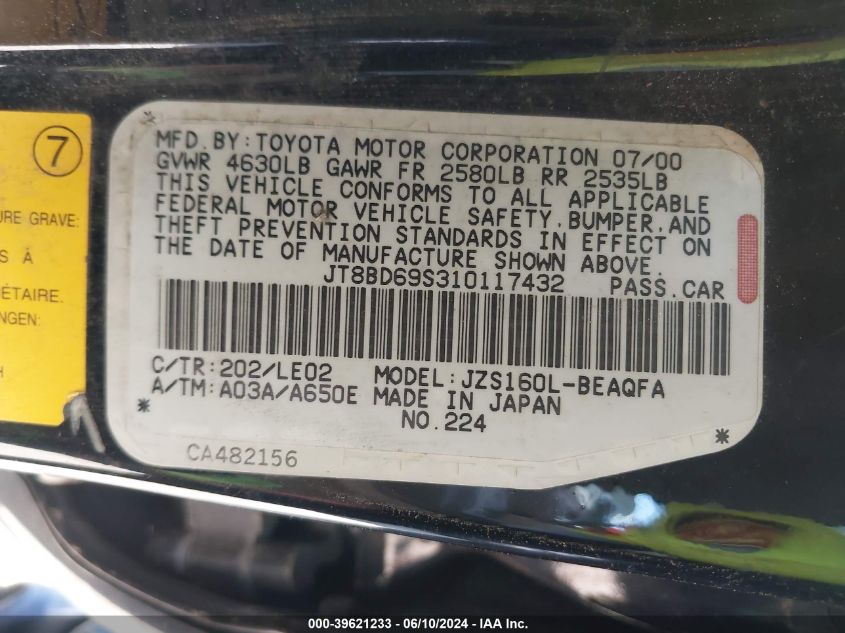 7
URE GRAVE:
S À
ÉTAIRE.
NGEN:
H
MFD.BY:TOYOTA MOTOR CORPORATION 07/00
GVWR 4630LB GAWR FR 2580LB RR 2535LB
THIS VEHICLE CONFORMS TO ALL APPLICABLE
FEDERAL MOTOR VEHICLE SAFETY,BUMPER,AND
THEFT PREVENTION STANDARDS IN EFFECT ON
THE DATE OF MANUFACTURE SHOWN ABOVE.
JT8BD69S310117432 PASS.CAR
C/TR:202/LE02 MODEL:JZS160L-BEAQFA
A/TM:A03A/A650E MADE IN JAPAN
* NO.224 *
CA482156
000-39621233 - 06/10/2024 - IAAI.COM